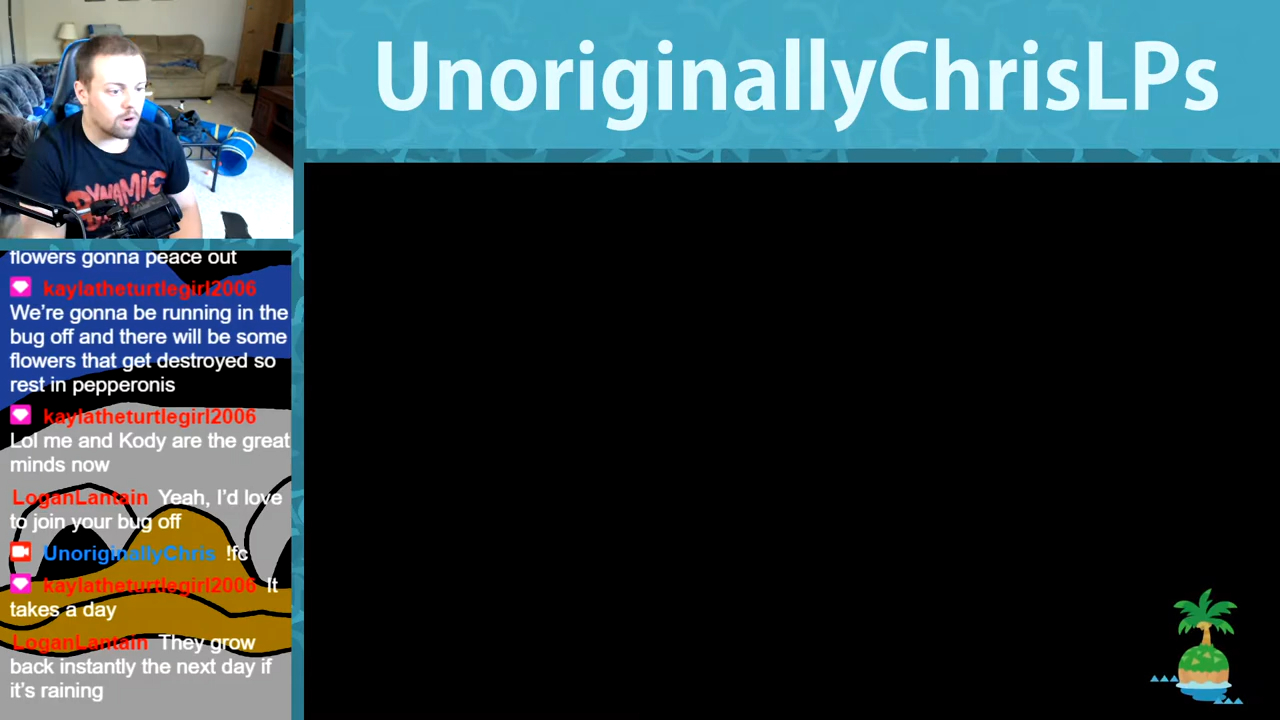 UnoriginallyChrisLPs
DYNAMIC
flowers gonna peace out
kaylatheturtlegirl2006
We’re gonna be running in the
bug off and there will be some
flowers that get destroyed so
rest in pepperonis
kaylatheturtlegirl2006
Lol me and Kody are the great
minds now
LoganLantain Yeah, I’d love
to join your bug off
UnoriginallyChris !fc
kaylatheturtlegirl2006 It
takes a day
LoganLantain They grow
back instantly the next day if
it’s raining